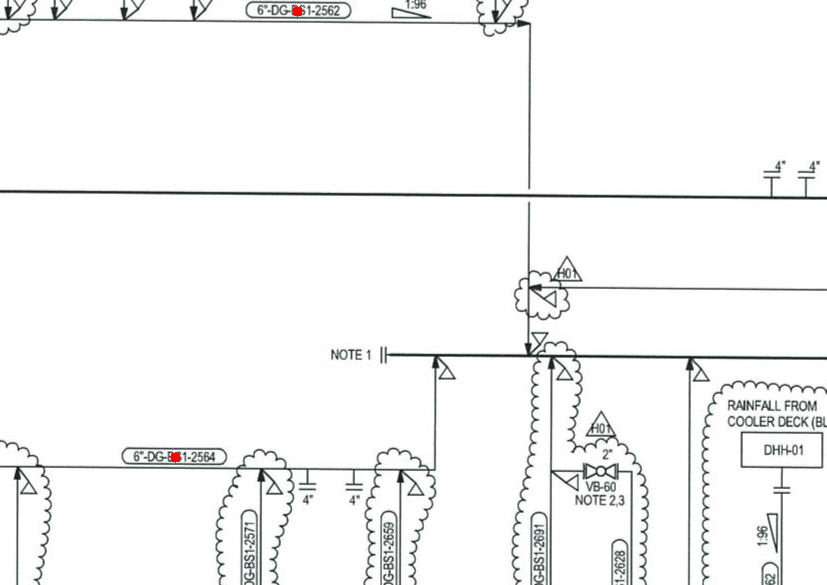 1:96
6"-DG-BS1-2562
4"
4"
H01
NOTE 1
H01
RAINFALL FROM
COOLER DECK (BL
6"-DG-BS1-2564
2"
DHH-01
4"
4"
VB-60
NOTE 2,3
DG-BS1-2571
DG-BS1-2659
DG-BS1-2691
1-2628
1:96
62